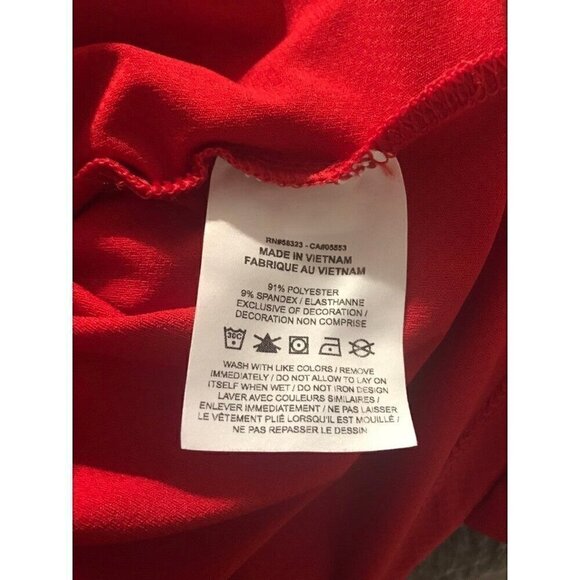 RN#58323 - CA#05553
MADE IN VIETNAM
FABRIQUE AU VIETNAM
91% POLYESTER
9% SPANDEX / ELASTHANNE
EXCLUSIVE OF DECORATION /
DECORATION NON COMPRISE
30C
WASH WITH LIKE COLORS / REMOVE
IMMEDIATELY / DO NOT ALLOW TO LAY ON
ITSELF WHEN WET / DO NOT IRON DESIGN
LAVER AVEC COULEURS SIMILAIRES /
ENLEVER IMMEDIATEMENT / NE PAS LAISSER
LE VÊTEMENT PLIÉ LORSQU'IL EST MOUILLÉ /
NE PAS REPASSER LE DESSIN